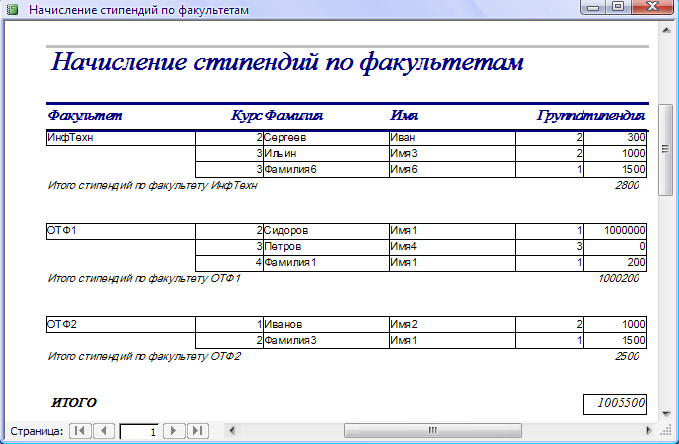 Начисление стипендий по факультетам
Начисление стипендий по факультетам
Факультет Курс Фамилия Имя Группа типендия
ИнфТехн 2 Сергеев Иван 2 300
3 Ильин Имя3 2 1000
3 Фамилия6 Имя6 1 1500
Итого стипендий по факультету ИнфТехн 2800
ОТФ1 2 Сидоров Имя1 1 1000000
3 Петров Имя4 3 0
4 Фамилия1 Имя1 1 200
Итого стипендий по факультету ОТФ1 1000200
ОТФ2 1 Иванов Имя2 2 1000
2 Фамилия3 Имя1 1 1500
Итого стипендий по факультету ОТФ2 2500
ИТОГО 1005500
Страница: 1